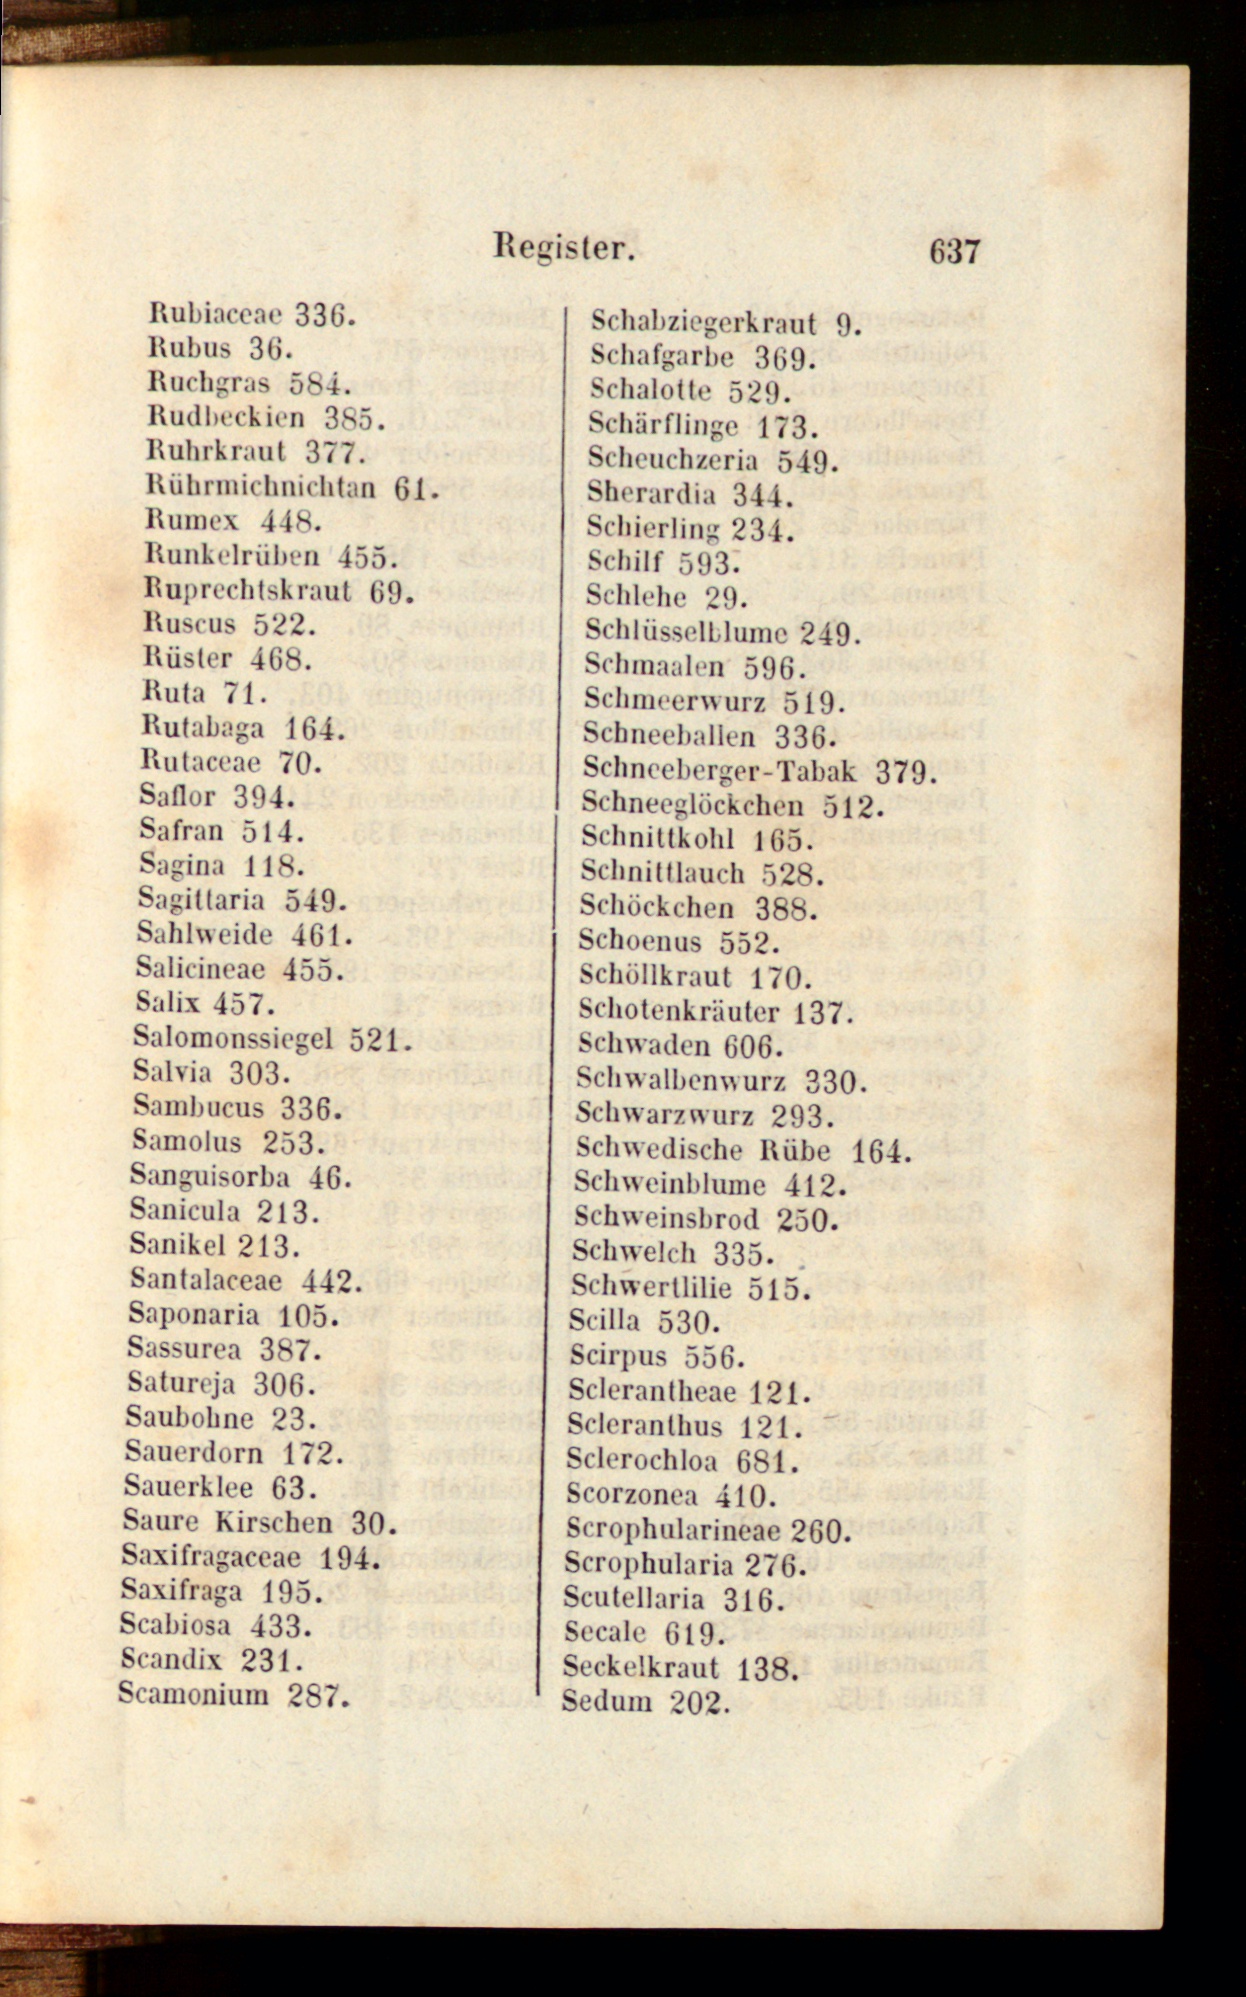 Register.
637
Rubiaceae 336.
Rubus 36.
Ruchgras 584.
Rudbeckien 385.
Ruhrkraut 377.
Rührmichnichtan 61.
Rumex 448.
Runkelrüben 455.
Ruprechtskraut 69.
Ruscus 522.
Rüster 468.
Ruta 71.
Rutabaga 164.
Rutaceae 70.
Saflor 394.
Safran 514.
Sagina 118.
Sagittaria 549.
Sahlweide 461.
Salicineae 455.
Salix 457.
Salomonssiegel 521.
Salvia 303.
Sambucus 336.
Samolus 253.
Sanguisorba 46.
Sanicula 213.
Sanikel 213.
Santalaceae 442.
Saponaria 105.
Sassurea 387.
Satureja 306.
Saubohne 23.
Sauerdorn 172.
Sauerklee 63.
Saure Kirschen 30.
Saxifragaceae 194.
Saxifraga 195.
Scabiosa 433.
Scandix 231.
Scamonium 287.
Schabziegerkraut 9.
Schafgarbe 369.
Schalotte 529.
Schärflinge 173.
Scheuchzeria 549.
Sherardia 344.
Schierling 234.
Schilf 593.
Schlehe 29.
Schlüsselblume 249.
Schmaalen 596.
Schmeerwurz 519.
Schneeballen 336.
Schneeberger-Tabak 379.
Schneeglöckchen 512.
Schnittkohl 165.
Schnittlauch 528.
Schöckchen 388.
Schoenus 552.
Schöllkraut 170.
Schotenkräuter 137.
Schwaden 606.
Schwalbenwurz 330.
Schwarzwurz 293.
Schwedische Rübe 164.
Schweinblume 412.
Schweinsbrod 250.
Schwelch 335.
Schwertlilie 515.
Scilla 530.
Scirpus 556.
Sclerantheae 121.
Scleranthus 121.
Sclerochloa 681.
Scorzonea 410.
Scrophularineae 260.
Scrophularia 276.
Scutellaria 316.
Secale 619.
Seckelkraut 138.
Sedum 202.